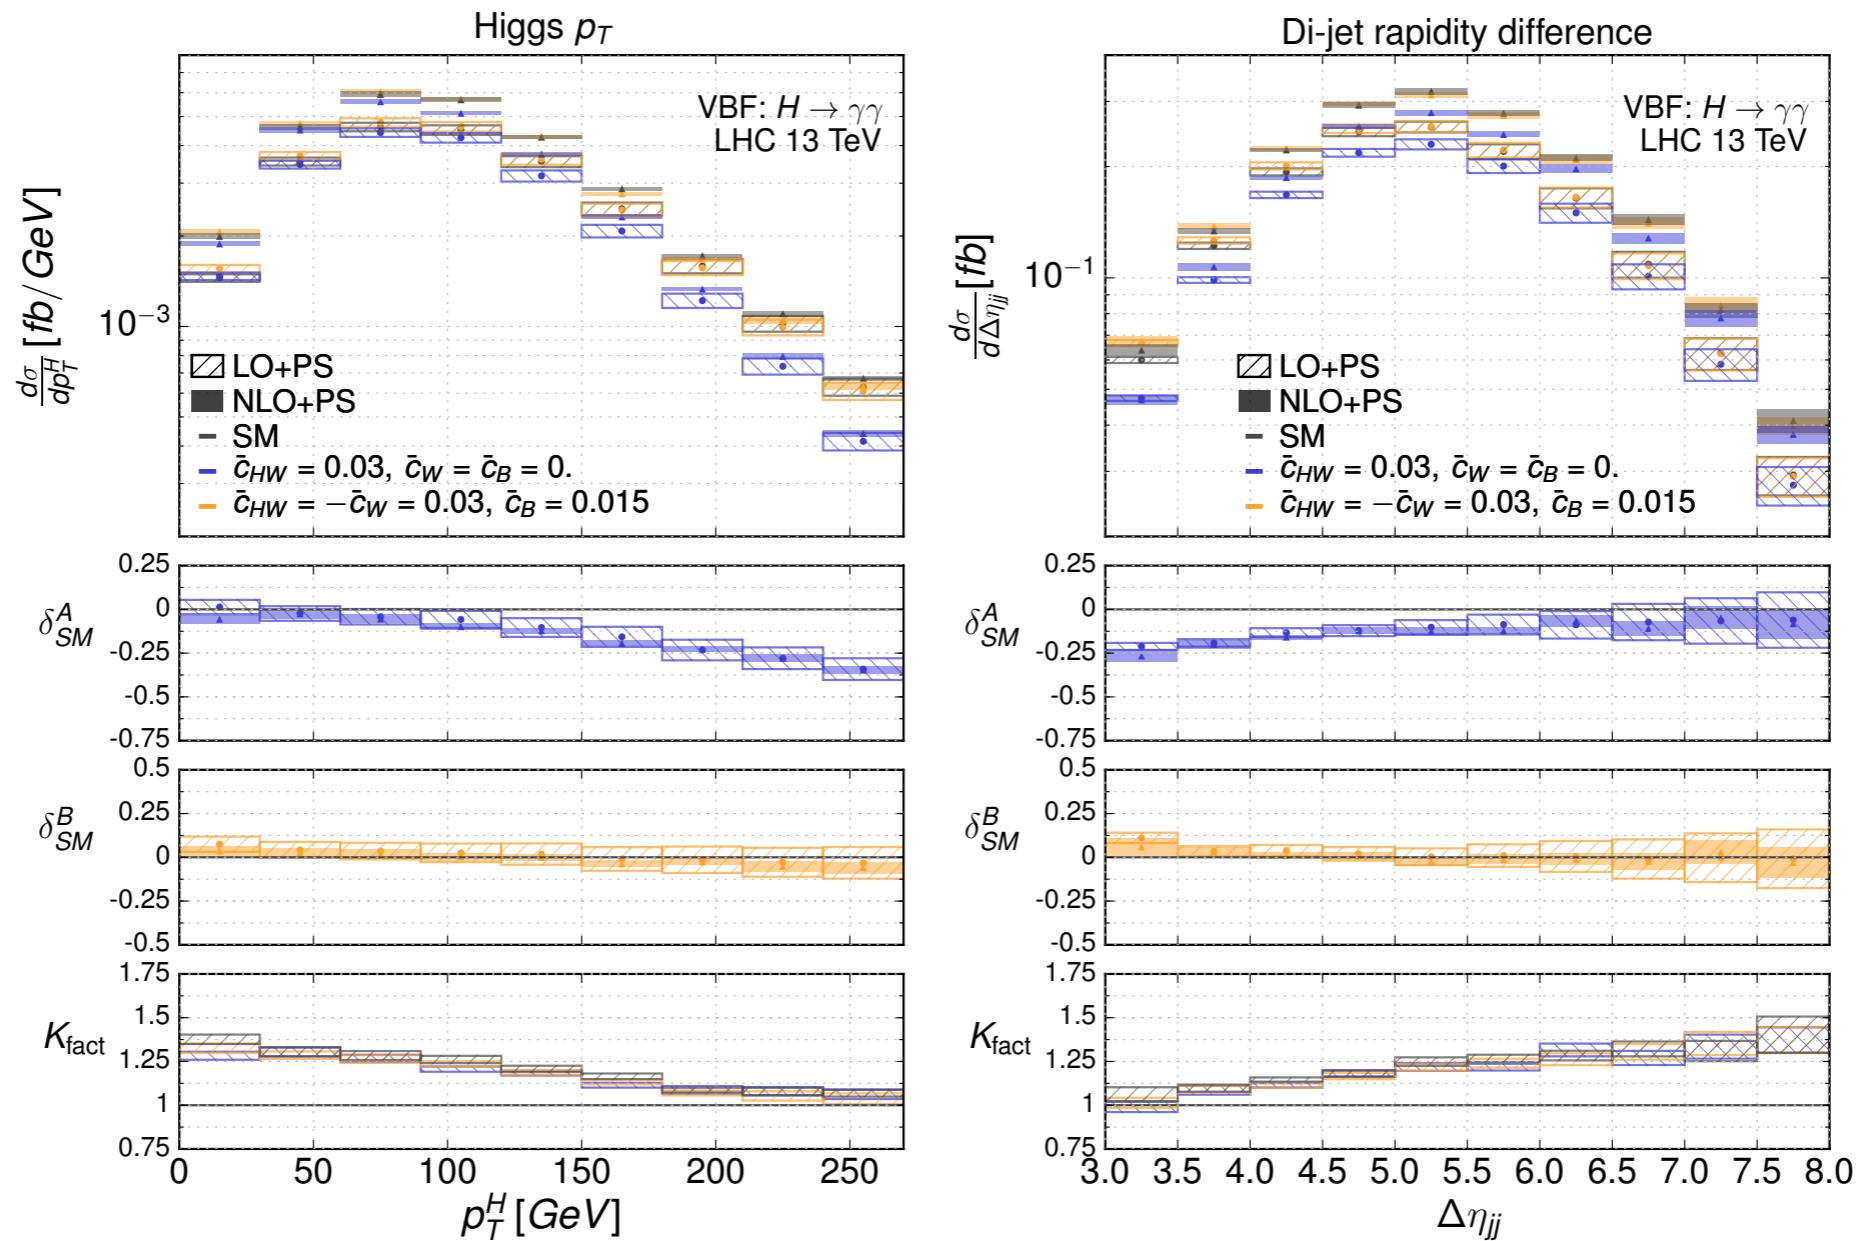 Higgs p_T
VBF: H → γγ
LHC 13 TeV
dσ/dp_T^H [fb/GeV]
10^−3
LO+PS
NLO+PS
SM
c̄_HW = 0.03, c̄_W = c̄_B = 0.
c̄_HW = −c̄_W = 0.03, c̄_B = 0.015
0.25
0
-0.25
-0.5
-0.75
δ_SM^A
0.5
0.25
0
-0.25
-0.5
δ_SM^B
1.75
1.5
1.25
1
0.75
K_fact
0 50 100 150 200 250
p_T^H [GeV]
Di-jet rapidity difference
VBF: H → γγ
LHC 13 TeV
dσ/dΔη_jj [fb]
10^−1
LO+PS
NLO+PS
SM
c̄_HW = 0.03, c̄_W = c̄_B = 0.
c̄_HW = −c̄_W = 0.03, c̄_B = 0.015
0.25
0
-0.25
-0.5
-0.75
δ_SM^A
0.5
0.25
0
-0.25
-0.5
δ_SM^B
1.75
1.5
1.25
1
0.75
K_fact
3.0 3.5 4.0 4.5 5.0 5.5 6.0 6.5 7.0 7.5 8.0
Δη_jj